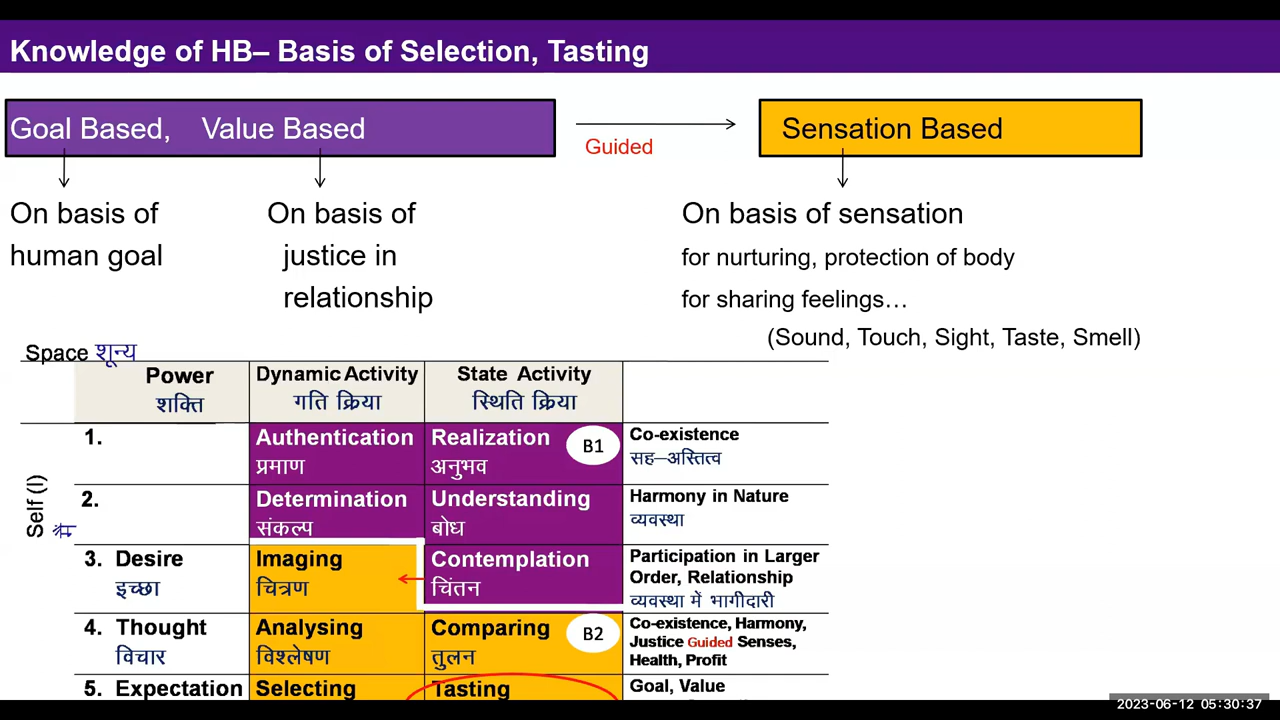 Knowledge of HB– Basis of Selection, Tasting
Goal Based, Value Based
Guided
Sensation Based
On basis of
human goal
On basis of
justice in
relationship
On basis of sensation
for nurturing, protection of body
for sharing feelings…
(Sound, Touch, Sight, Taste, Smell)
Space शून्य
Power
शक्ति
Dynamic Activity
गति क्रिया
State Activity
स्थिति क्रिया
Self (I)
मैं
1.
Authentication
प्रमाण
Realization
अनुभव
B1
Co-existence
सह–अस्तित्व
2.
Determination
संकल्प
Understanding
बोध
Harmony in Nature
व्यवस्था
3. Desire
इच्छा
Imaging
चित्रण
Contemplation
चिंतन
Participation in Larger
Order, Relationship
व्यवस्था में भागीदारी
4. Thought
विचार
Analysing
विश्लेषण
Comparing
तुलन
B2
Co-existence, Harmony,
Justice Guided Senses,
Health, Profit
5. Expectation
Selecting
Tasting
Goal, Value
2023-06-12 05:30:37